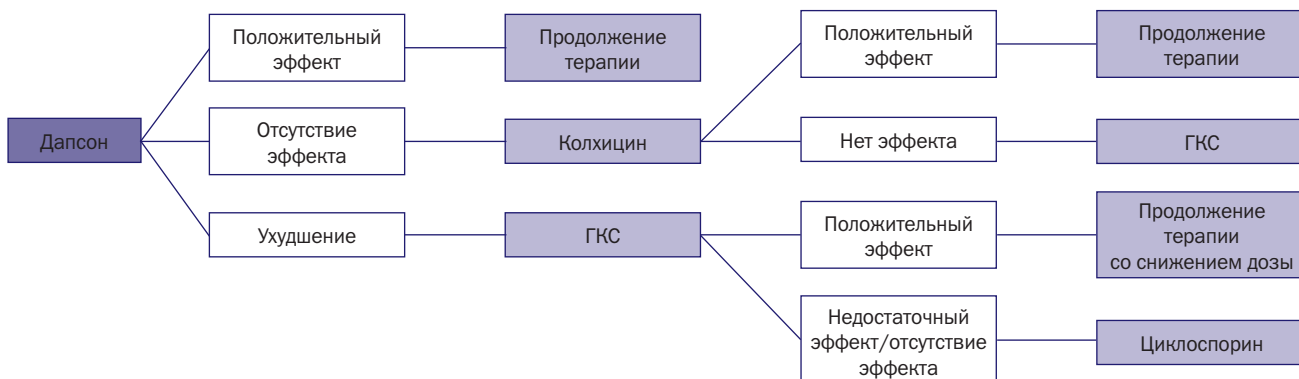 Дапсон
Положительный
эффект
Отсутствие
эффекта
Ухудшение
Продолжение
терапии
Колхицин
ГКС
Положительный
эффект
Нет эффекта
Положительный
эффект
Недостаточный
эффект/отсутствие
эффекта
Продолжение
терапии
ГКС
Продолжение
терапии
со снижением дозы
Циклоспорин